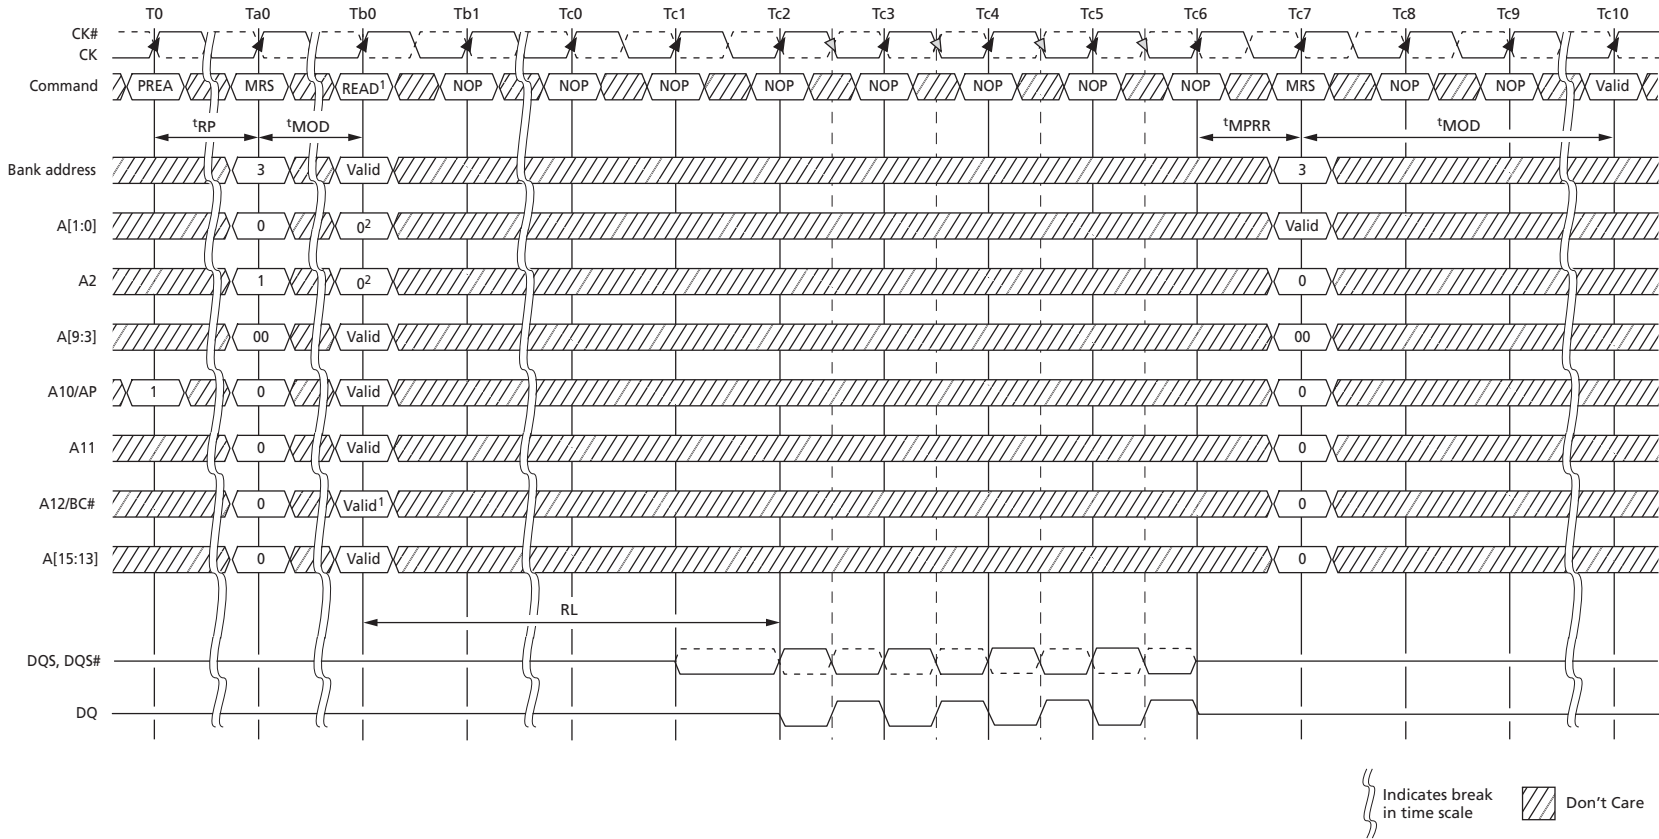 T0 Ta0 Tb0 Tb1 Tc0 Tc1 Tc2 Tc3 Tc4 Tc5 Tc6 Tc7 Tc8 Tc9 Tc10
CK#
CK
Command PREA MRS READ¹ NOP NOP NOP NOP NOP NOP NOP NOP MRS NOP NOP Valid
ᵗRP ᵗMOD ᵗMPRR ᵗMOD
Bank address 3 Valid 3
A[1:0] 0 0² Valid
A2 1 0² 0
A[9:3] 00 Valid 00
A10/AP 1 0 Valid 0
A11 0 Valid 0
A12/BC# 0 Valid¹ 0
A[15:13] 0 Valid 0
RL
DQS, DQS#
DQ
Indicates break
in time scale
Don't Care